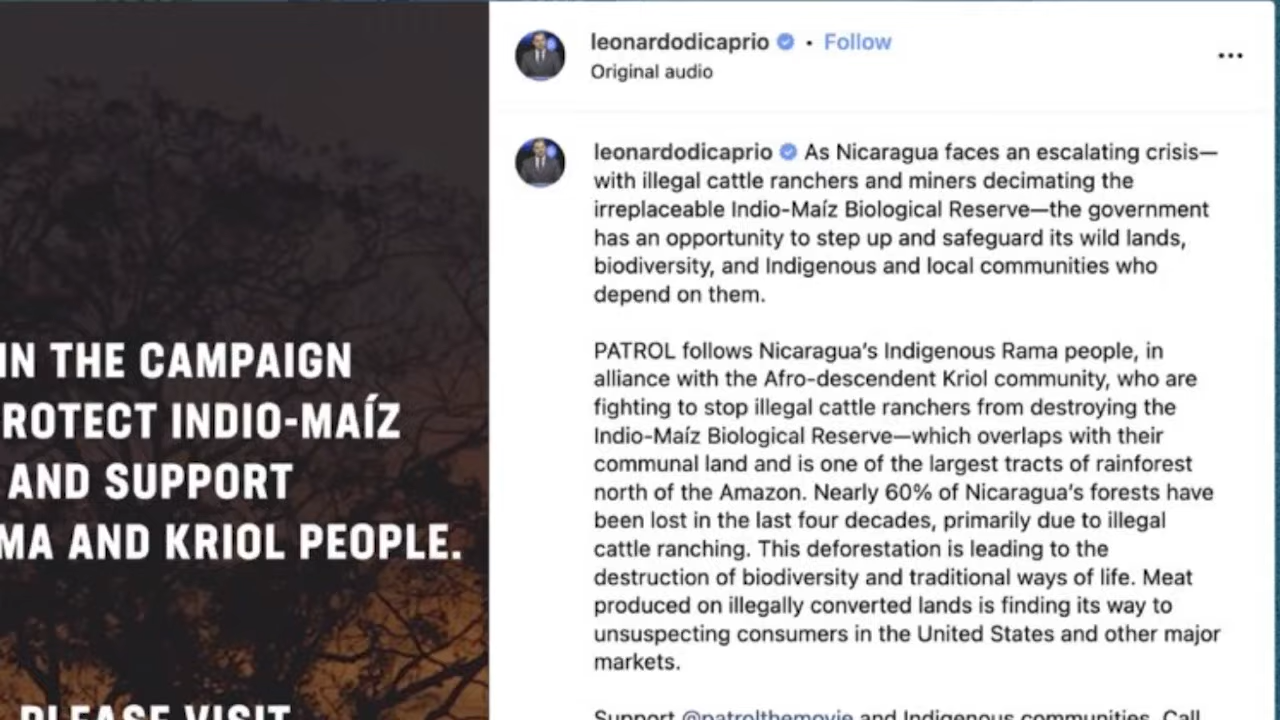 IN THE CAMPAIGN
ROTECT INDIO-MAÍZ
AND SUPPORT
MA AND KRIOL PEOPLE.
PLEASE VISIT
leonardodicaprio • Follow
Original audio
leonardodicaprio As Nicaragua faces an escalating crisis—
with illegal cattle ranchers and miners decimating the
irreplaceable Indio-Maíz Biological Reserve—the government
has an opportunity to step up and safeguard its wild lands,
biodiversity, and Indigenous and local communities who
depend on them.
PATROL follows Nicaragua's Indigenous Rama people, in
alliance with the Afro-descendent Kriol community, who are
fighting to stop illegal cattle ranchers from destroying the
Indio-Maíz Biological Reserve—which overlaps with their
communal land and is one of the largest tracts of rainforest
north of the Amazon. Nearly 60% of Nicaragua's forests have
been lost in the last four decades, primarily due to illegal
cattle ranching. This deforestation is leading to the
destruction of biodiversity and traditional ways of life. Meat
produced on illegally converted lands is finding its way to
unsuspecting consumers in the United States and other major
markets.
Support @patrolthemovie and Indigenous communities. Call